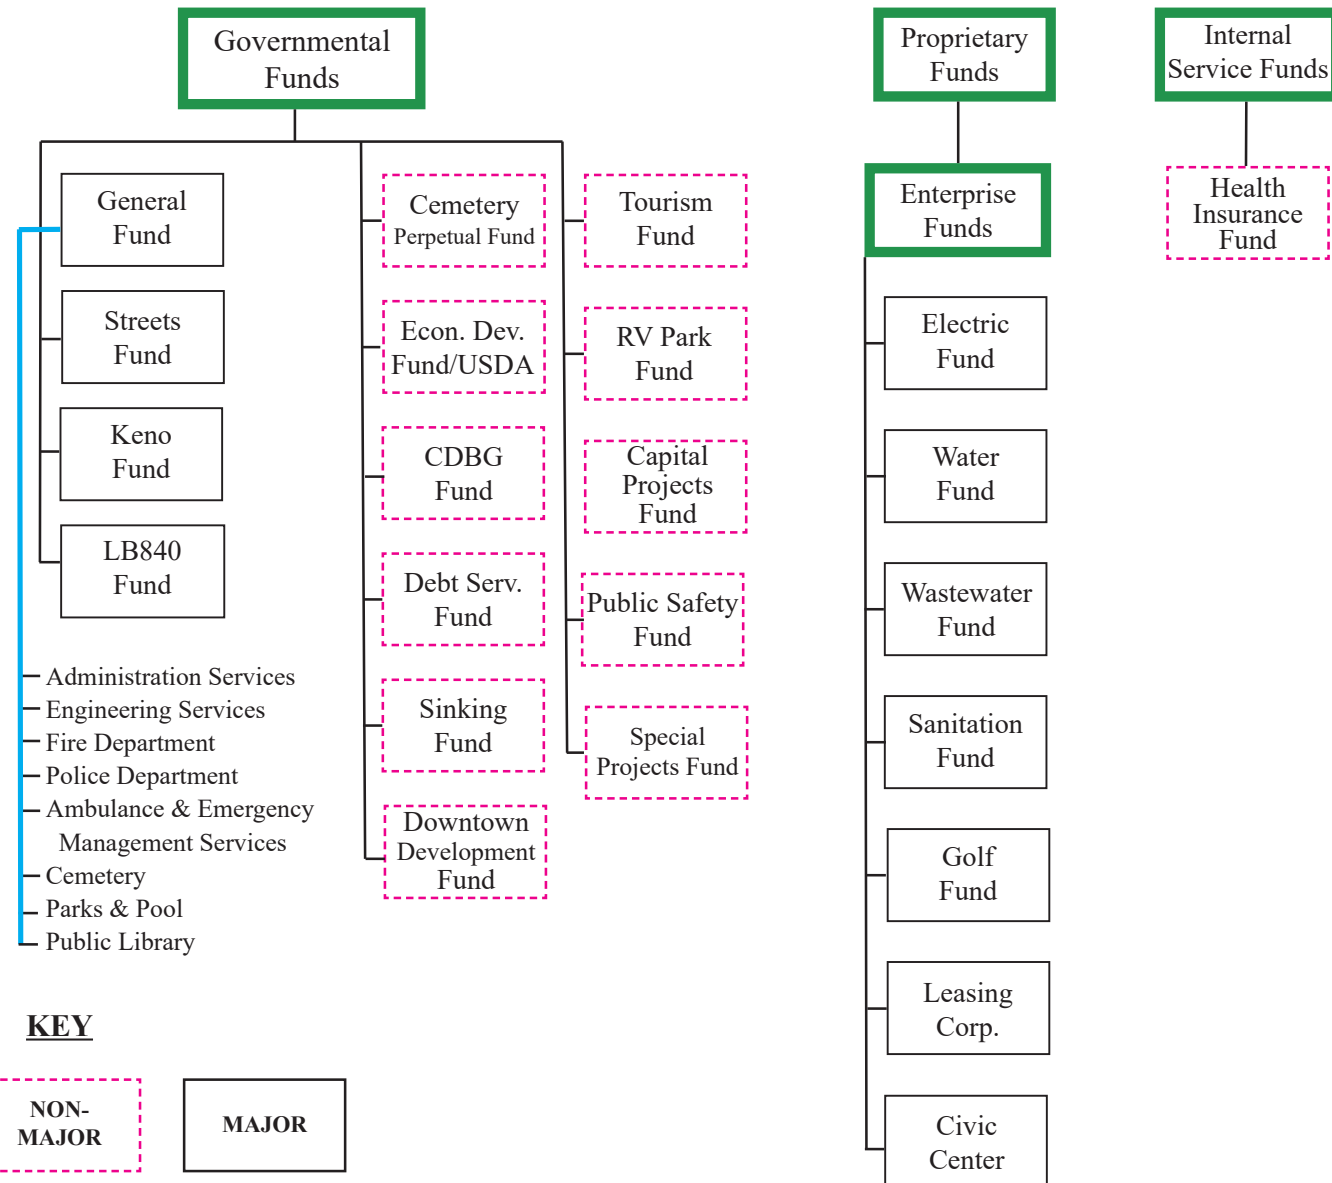 Governmental
Funds
Proprietary
Funds
Internal
Service Funds
General
Fund
Streets
Fund
Keno
Fund
LB840
Fund
Administration Services
Engineering Services
Fire Department
Police Department
Ambulance & Emergency
Management Services
Cemetery
Parks & Pool
Public Library
Cemetery
Perpetual Fund
Econ. Dev.
Fund/USDA
CDBG
Fund
Debt Serv.
Fund
Sinking
Fund
Downtown
Development
Fund
Tourism
Fund
RV Park
Fund
Capital
Projects
Fund
Public Safety
Fund
Special
Projects Fund
Enterprise
Funds
Electric
Fund
Water
Fund
Wastewater
Fund
Sanitation
Fund
Golf
Fund
Leasing
Corp.
Civic
Center
Health
Insurance
Fund
KEY
NON-
MAJOR
MAJOR